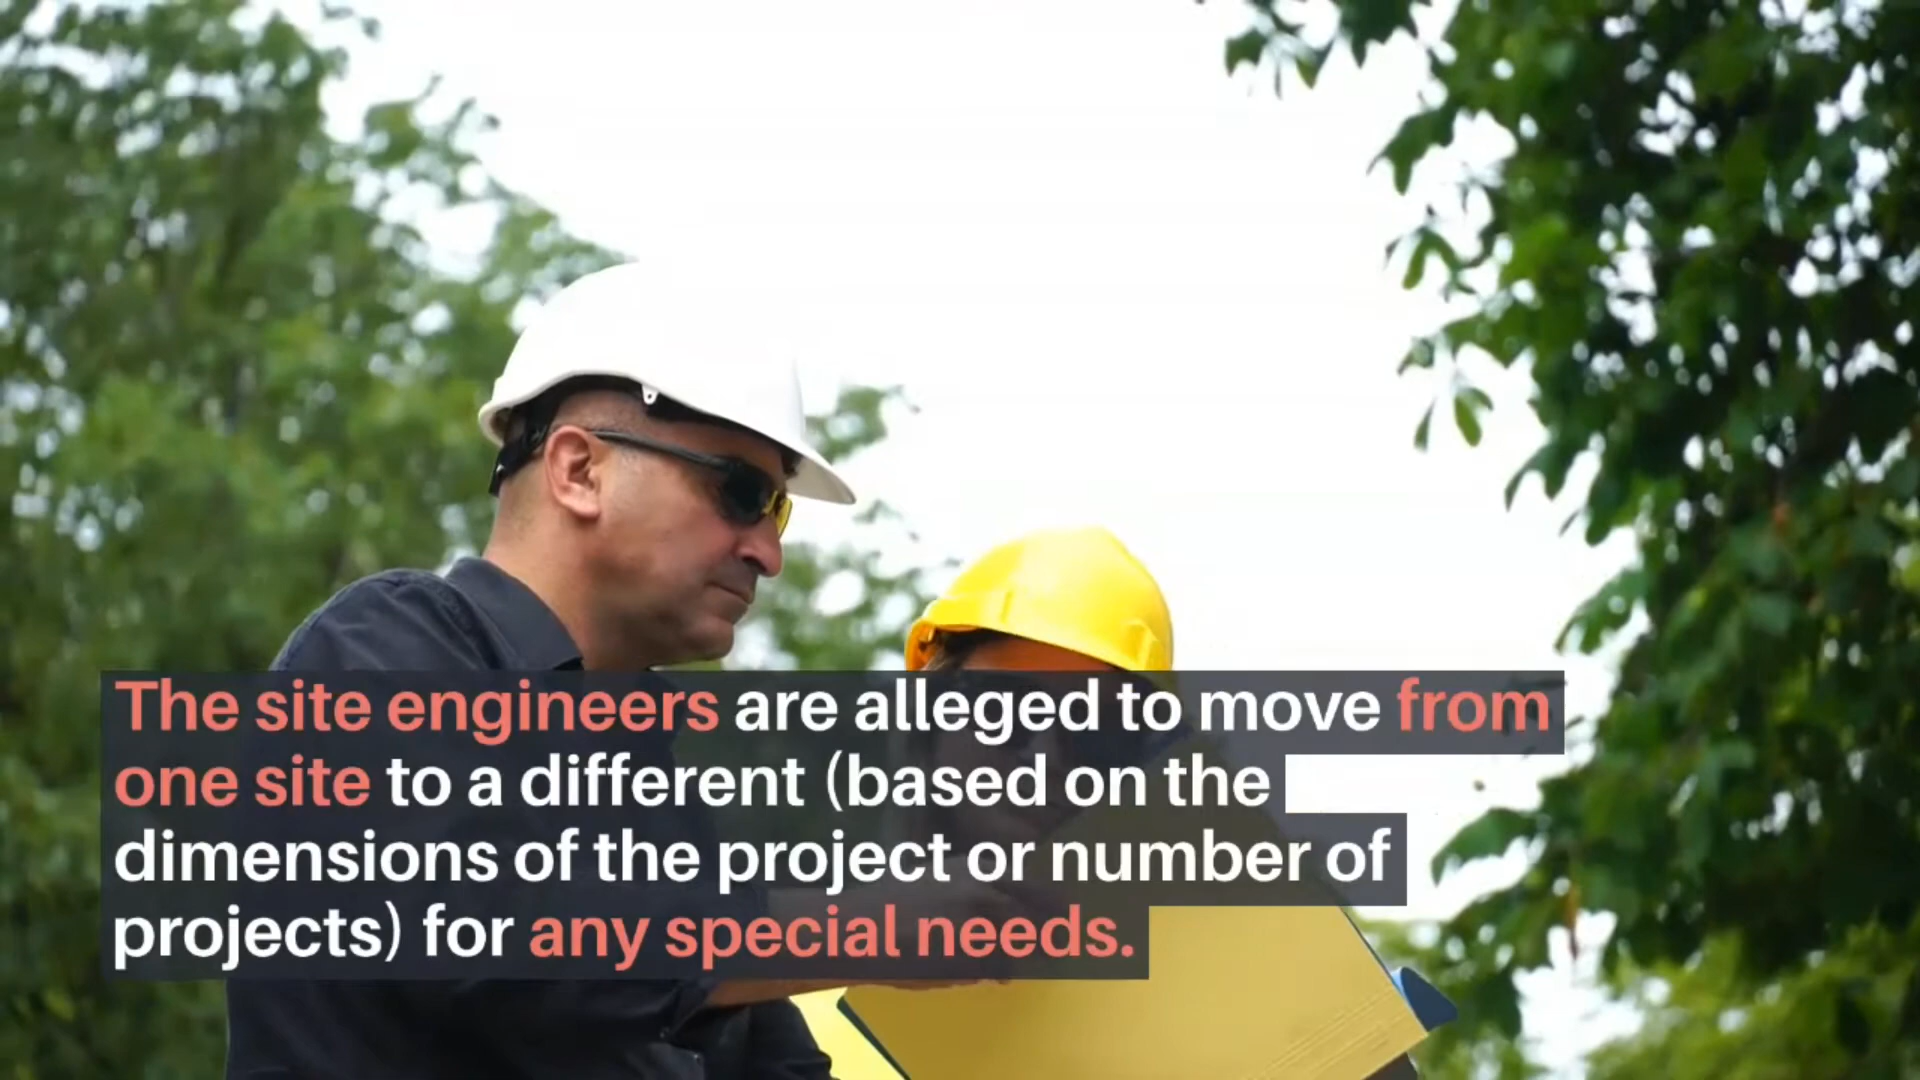 The site engineers are alleged to move from
one site to a different (based on the
dimensions of the project or number of
projects) for any special needs.